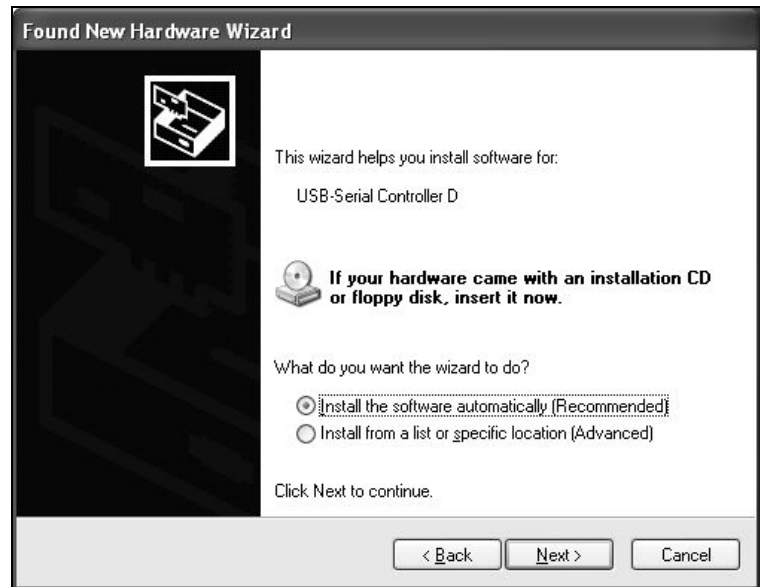 Found New Hardware Wizard
This wizard helps you install software for:
USB-Serial Controller D
If your hardware came with an installation CD
or floppy disk, insert it now.
What do you want the wizard to do?
Install the software automatically (Recommended)
Install from a list or specific location (Advanced)
Click Next to continue.
< Back
Next >
Cancel